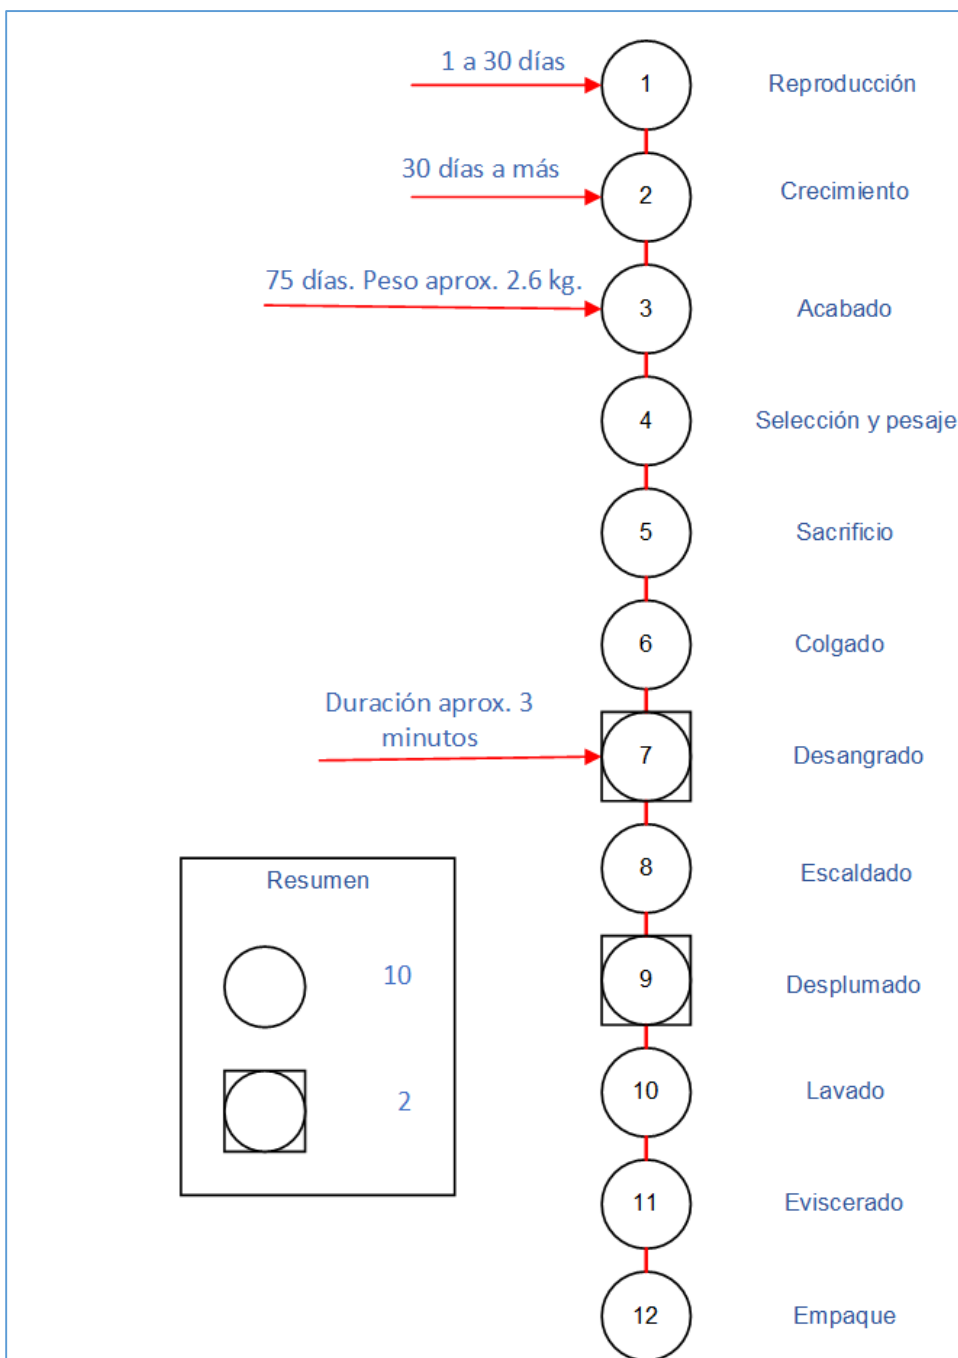 1 a 30 días
1
Reproducción
30 días a más
2
Crecimiento
75 días. Peso aprox. 2.6 kg.
3
Acabado
4
Selección y pesaje
5
Sacrificio
6
Colgado
Duración aprox. 3
minutos
7
Desangrado
8
Escaldado
9
Desplumado
10
Lavado
11
Eviscerado
12
Empaque
Resumen
10
2